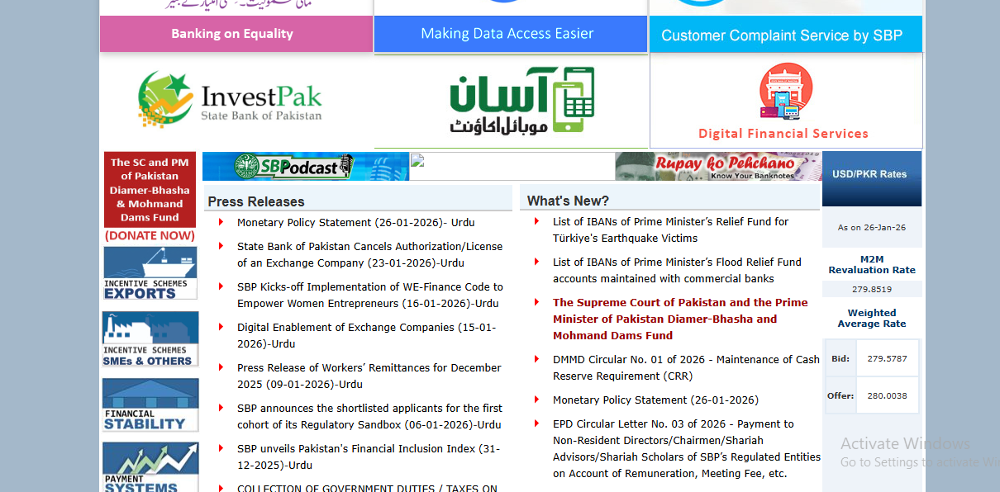 مالی شمولیت۔ صنفی امتیاز کے بغیر
Banking on Equality
Making Data Access Easier
Customer Complaint Service by SBP
InvestPak
State Bank of Pakistan
آسان
موبائل اکاؤنٹ
Digital Financial Services
The SC and PM
of Pakistan
Diamer-Bhasha
& Mohmand
Dams Fund
(DONATE NOW)
INCENTIVE SCHEMES
EXPORTS
INCENTIVE SCHEMES
SMEs & OTHERS
FINANCIAL
STABILITY
PAYMENT
SYSTEMS
SBPodcast
Rupay ko Pehchano
Know Your Banknotes
Press Releases
Monetary Policy Statement (26-01-2026)- Urdu
State Bank of Pakistan Cancels Authorization/License
of an Exchange Company (23-01-2026)-Urdu
SBP Kicks-off Implementation of WE-Finance Code to
Empower Women Entrepreneurs (16-01-2026)-Urdu
Digital Enablement of Exchange Companies (15-01-
2026)-Urdu
Press Release of Workers’ Remittances for December
2025 (09-01-2026)-Urdu
SBP announces the shortlisted applicants for the first
cohort of its Regulatory Sandbox (06-01-2026)-Urdu
SBP unveils Pakistan's Financial Inclusion Index (31-
12-2025)-Urdu
COLLECTION OF GOVERNMENT DUTIES / TAXES ON
What's New?
List of IBANs of Prime Minister’s Relief Fund for
Türkiye's Earthquake Victims
List of IBANs of Prime Minister’s Flood Relief Fund
accounts maintained with commercial banks
The Supreme Court of Pakistan and the Prime
Minister of Pakistan Diamer-Bhasha and
Mohmand Dams Fund
DMMD Circular No. 01 of 2026 - Maintenance of Cash
Reserve Requirement (CRR)
Monetary Policy Statement (26-01-2026)
EPD Circular Letter No. 03 of 2026 - Payment to
Non-Resident Directors/Chairmen/Shariah
Advisors/Shariah Scholars of SBP’s Regulated Entities
on Account of Remuneration, Meeting Fee, etc.
USD/PKR Rates
As on 26-Jan-26
M2M
Revaluation Rate
279.8519
Weighted
Average Rate
Bid: 279.5787
Offer: 280.0038
Activate Windows
Go to Settings to activate